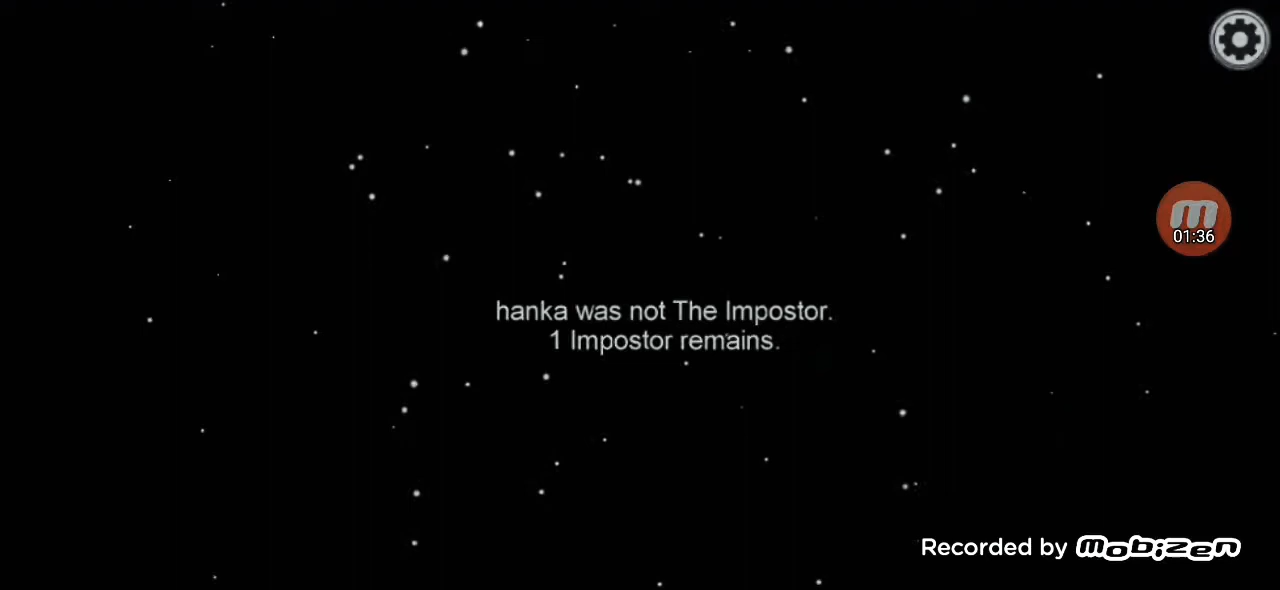 01:36
hanka was not The Impostor.
1 Impostor remains.
Recorded by mobizen